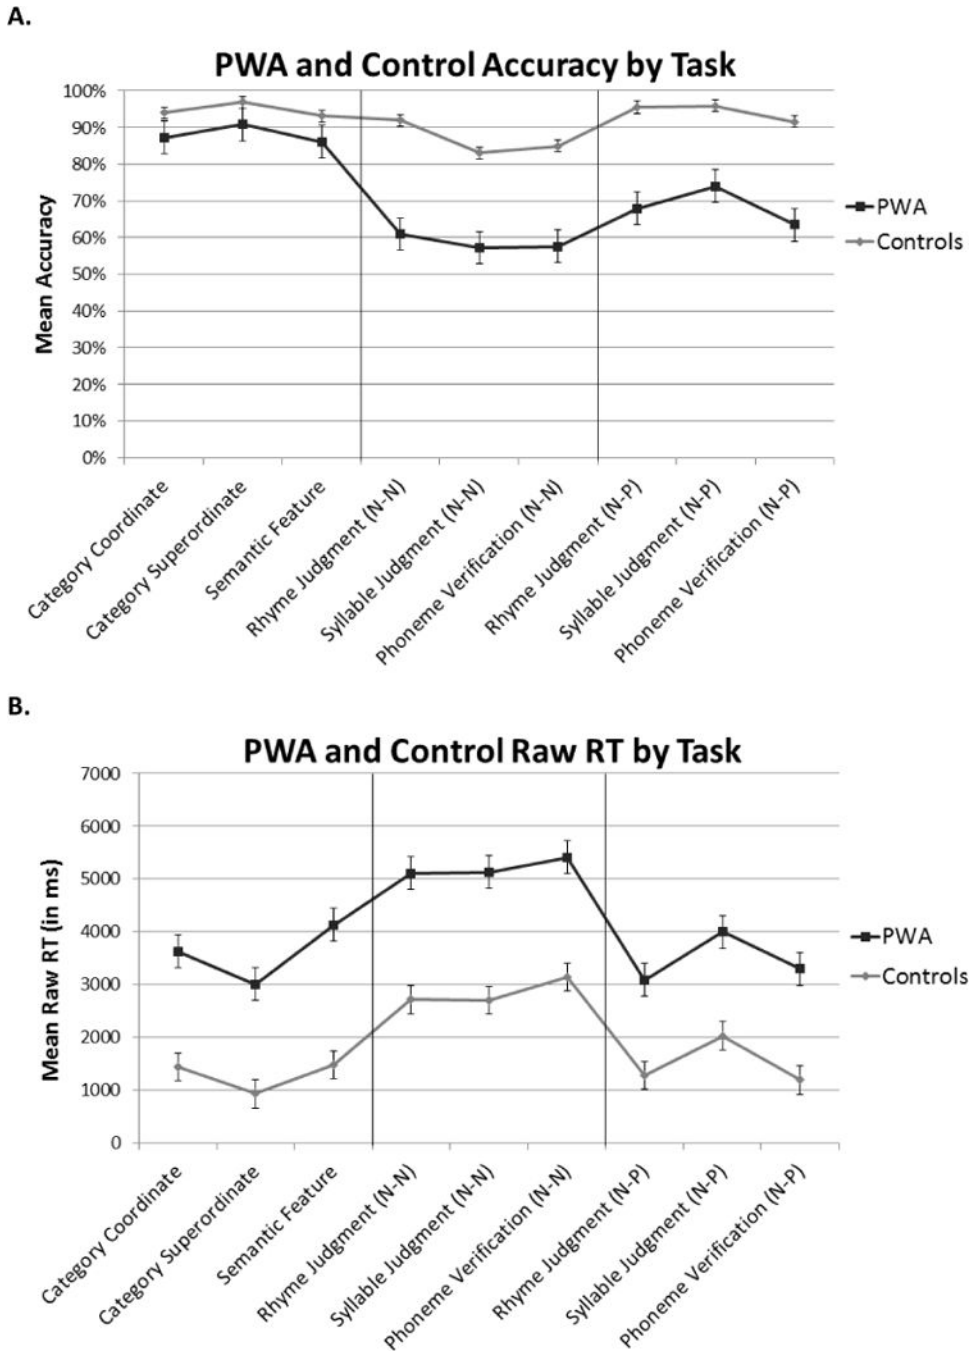 A.
PWA and Control Accuracy by Task
Mean Accuracy
100%
90%
80%
70%
60%
50%
40%
30%
20%
10%
0%
PWA
Controls
Category Coordinate
Category Superordinate
Semantic Feature
Rhyme Judgment (N-N)
Syllable Judgment (N-N)
Phoneme Verification (N-N)
Rhyme Judgment (N-P)
Syllable Judgment (N-P)
Phoneme Verification (N-P)
B.
PWA and Control Raw RT by Task
Mean Raw RT (in ms)
7000
6000
5000
4000
3000
2000
1000
0
PWA
Controls
Category Coordinate
Category Superordinate
Semantic Feature
Rhyme Judgment (N-N)
Syllable Judgment (N-N)
Phoneme Verification (N-N)
Rhyme Judgment (N-P)
Syllable Judgment (N-P)
Phoneme Verification (N-P)